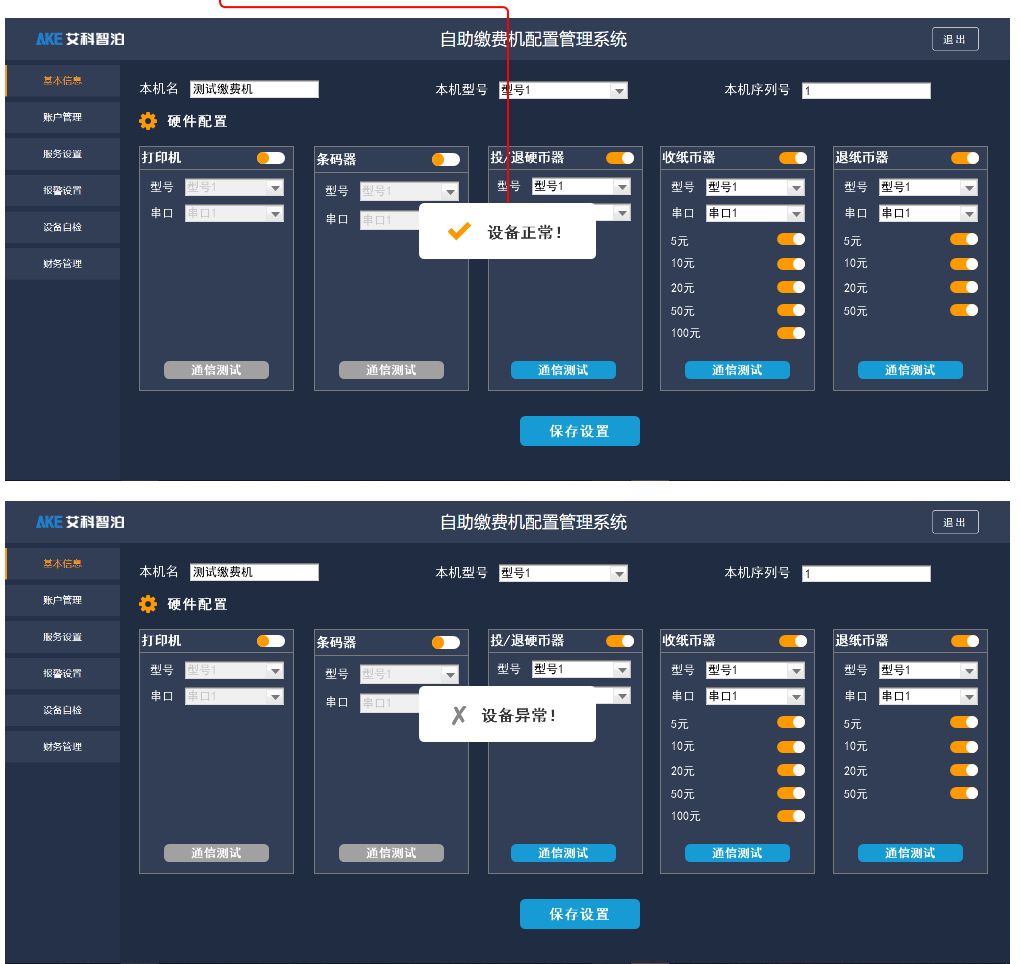 AKE 艾科智泊
自助缴费机配置管理系统
退出
基本信息
账户管理
服务设置
报警设置
设备自检
财务管理
本机名 测试缴费机 本机型号 型号1 本机序列号 1
硬件配置
打印机
型号 型号1
串口 串口1
通信测试
条码器
型号 型号1
串口 串口1
通信测试
投/退硬币器
型号 型号1
通信测试
收纸币器
型号 型号1
串口 串口1
5元
10元
20元
50元
100元
通信测试
退纸币器
型号 型号1
串口 串口1
5元
10元
20元
50元
通信测试
设备正常!
保存设置
AKE 艾科智泊
自助缴费机配置管理系统
退出
基本信息
账户管理
服务设置
报警设置
设备自检
财务管理
本机名 测试缴费机 本机型号 型号1 本机序列号 1
硬件配置
打印机
型号 型号1
串口 串口1
通信测试
条码器
型号 型号1
串口 串口1
通信测试
投/退硬币器
型号 型号1
通信测试
收纸币器
型号 型号1
串口 串口1
5元
10元
20元
50元
100元
通信测试
退纸币器
型号 型号1
串口 串口1
5元
10元
20元
50元
通信测试
设备异常!
保存设置